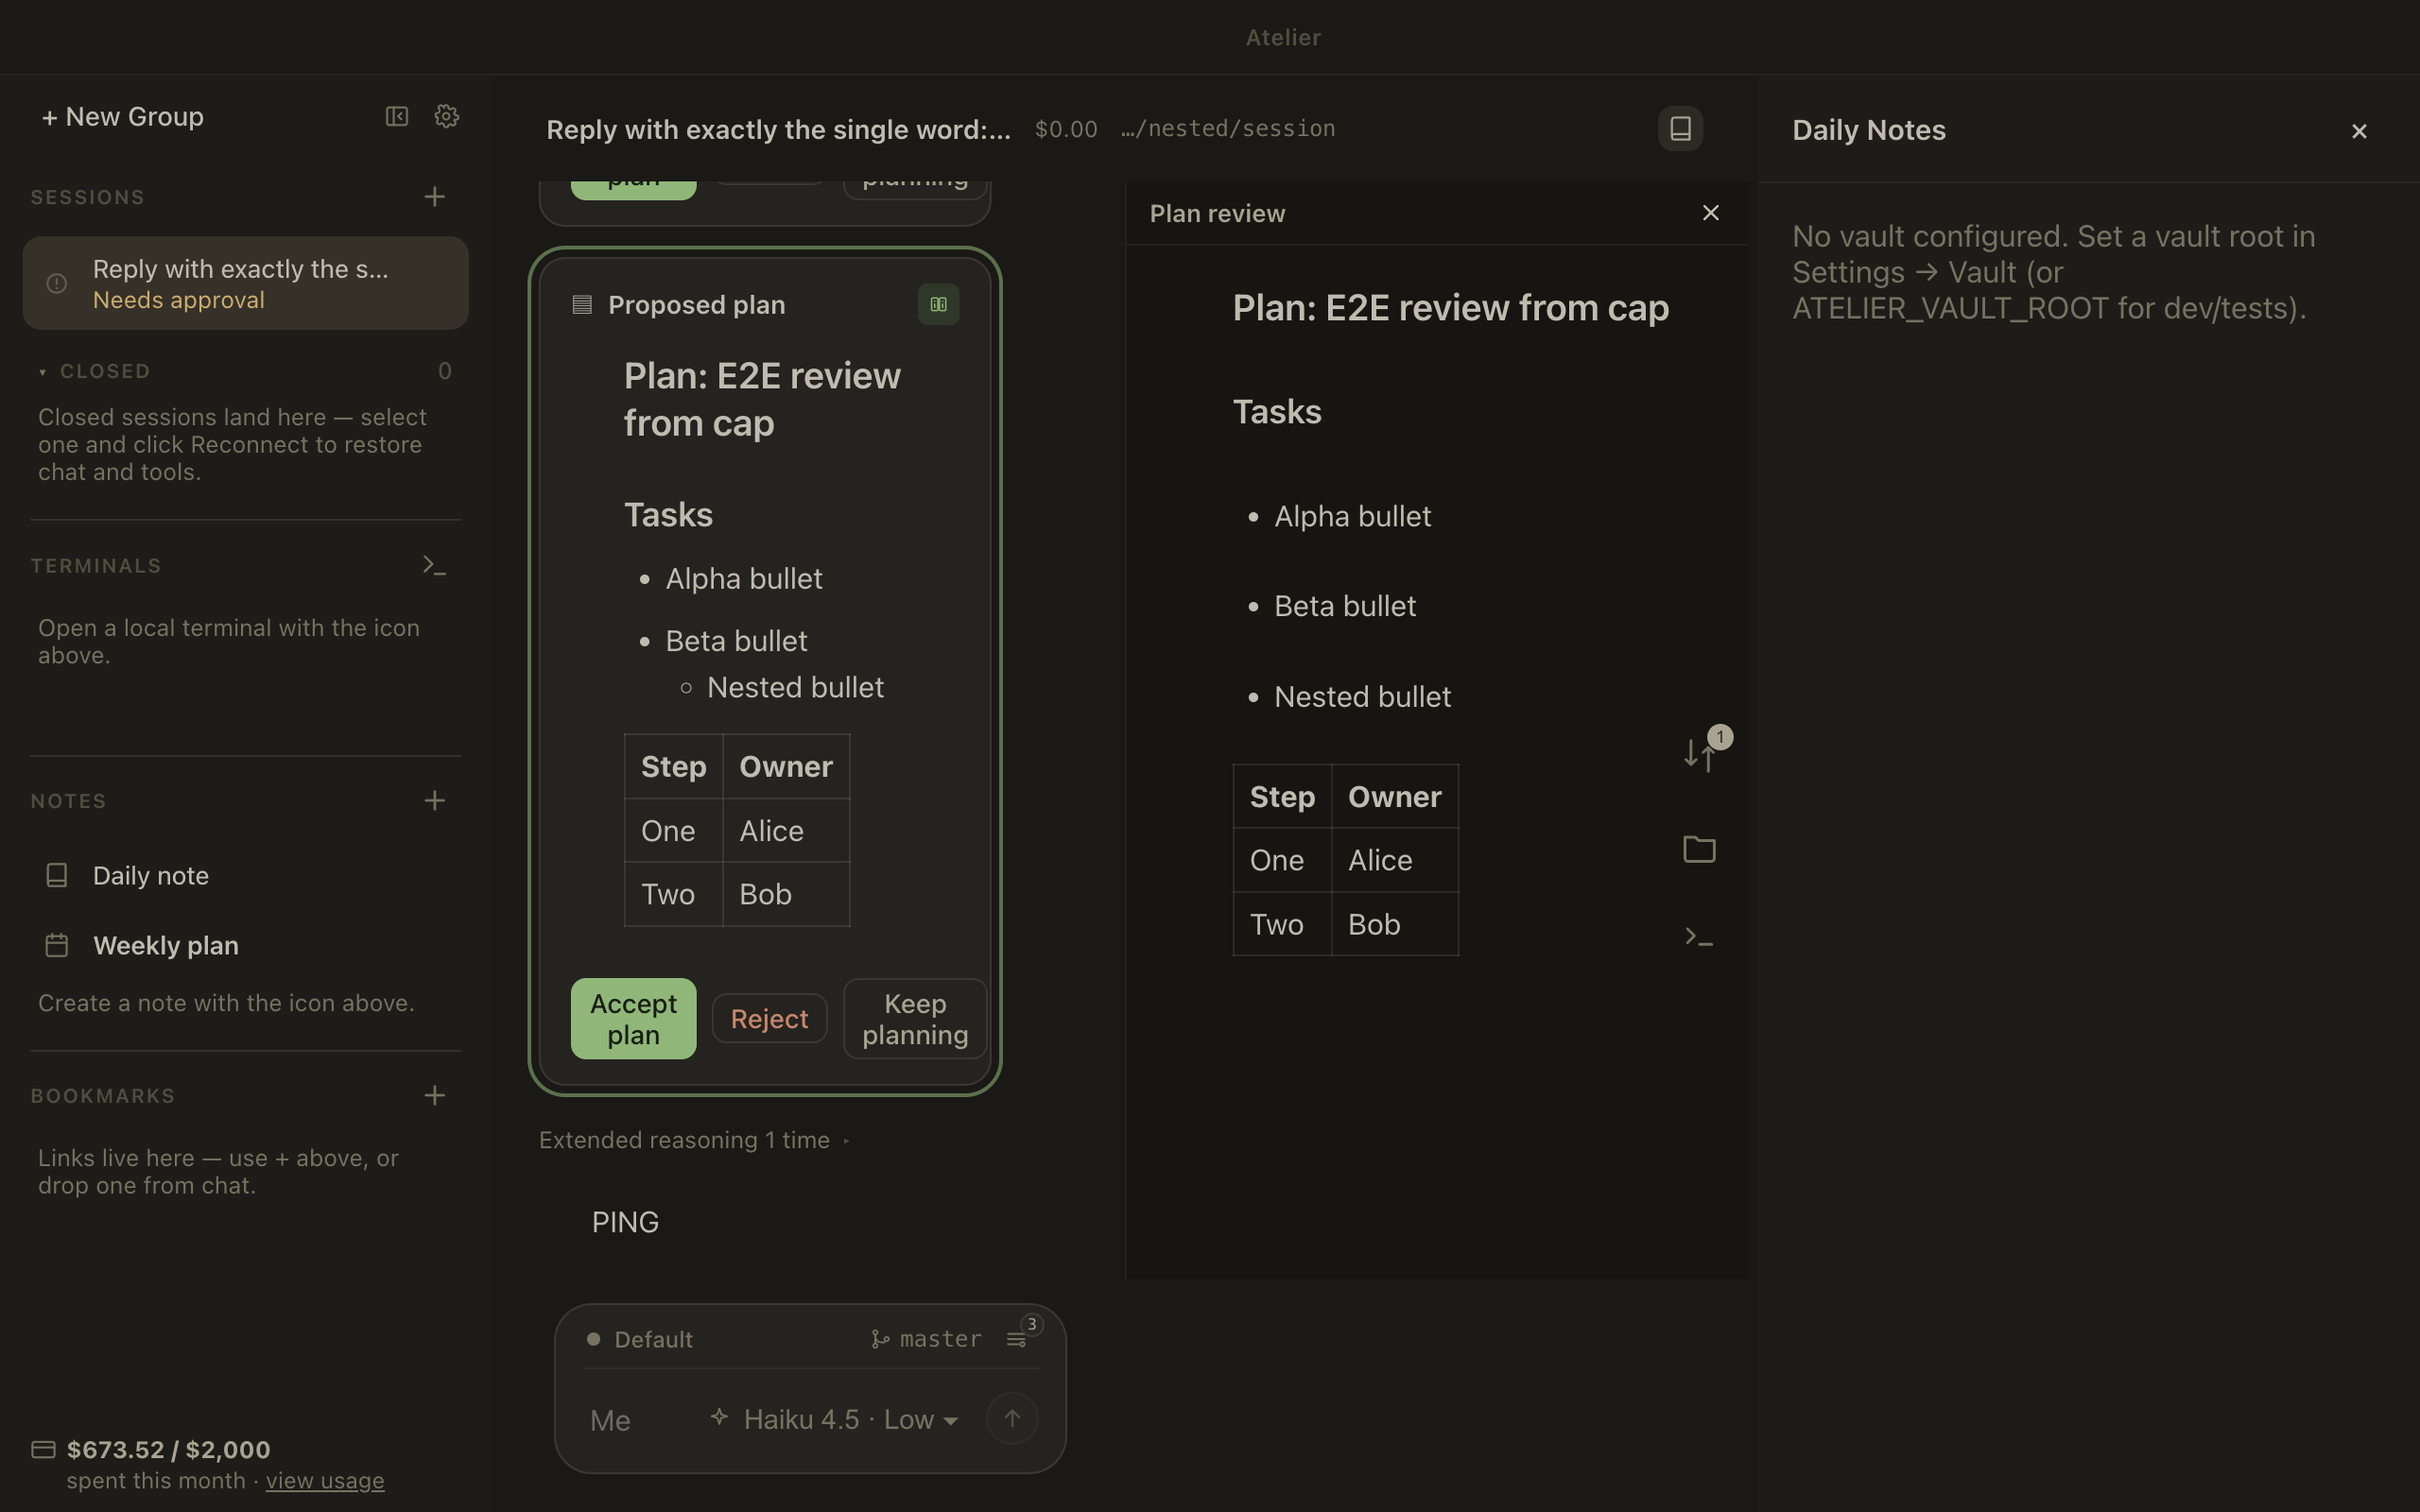 Atelier
+ New Group
SESSIONS
Reply with exactly the s...
Needs approval
CLOSED 0
Closed sessions land here — select
one and click Reconnect to restore
chat and tools.
TERMINALS
Open a local terminal with the icon
above.
NOTES
Daily note
Weekly plan
Create a note with the icon above.
BOOKMARKS
Links live here — use + above, or
drop one from chat.
$673.52 / $2,000
spent this month · view usage
Reply with exactly the single word:... $0.00 …/nested/session
plan planning
Proposed plan
Plan: E2E review
from cap
Tasks
• Alpha bullet
• Beta bullet
○ Nested bullet
Step Owner
One Alice
Two Bob
Accept
plan
Reject
Keep
planning
Extended reasoning 1 time
PING
Default master 3
Me Haiku 4.5 · Low
Plan review
Plan: E2E review from cap
Tasks
• Alpha bullet
• Beta bullet
• Nested bullet
Step Owner
One Alice
Two Bob
1
Daily Notes
No vault configured. Set a vault root in
Settings → Vault (or
ATELIER_VAULT_ROOT for dev/tests).